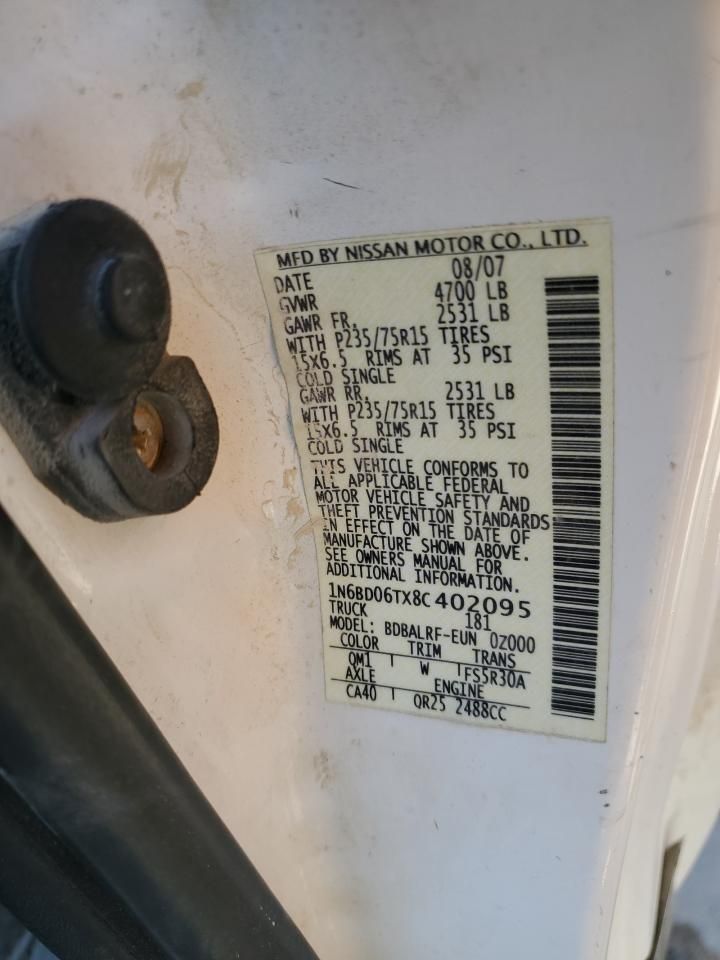 MFD BY NISSAN MOTOR CO., LTD.
DATE 08/07
GVWR 4700 LB
GAWR FR. 2531 LB
WITH P235/75R15 TIRES
15X6.5 RIMS AT 35 PSI
COLD SINGLE
GAWR RR. 2531 LB
WITH P235/75R15 TIRES
15X6.5 RIMS AT 35 PSI
COLD SINGLE
THIS VEHICLE CONFORMS TO
ALL APPLICABLE FEDERAL
MOTOR VEHICLE SAFETY AND
THEFT PREVENTION STANDARDS
IN EFFECT ON THE DATE OF
MANUFACTURE SHOWN ABOVE.
SEE OWNERS MANUAL FOR
ADDITIONAL INFORMATION.
1N6BD06TX8C402095
TRUCK 181
MODEL: BDBALRF-EUN 0Z000
COLOR TRIM TRANS
QM1 W FS5R30A
AXLE ENGINE
CA40 QR25 2488CC